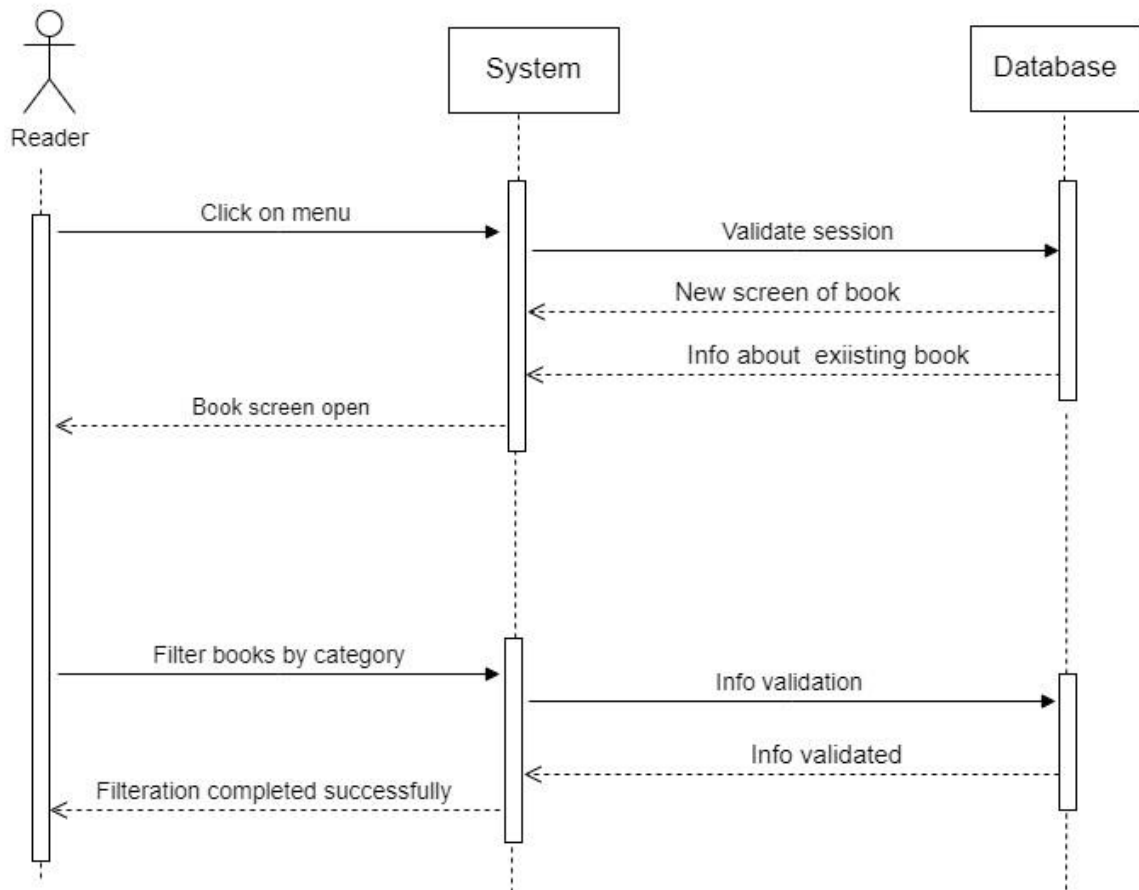 System
Database
Reader
Click on menu
Validate session
New screen of book
Info about  exiisting book
Book screen open
Filter books by category
Info validation
Info validated
Filteration completed successfully